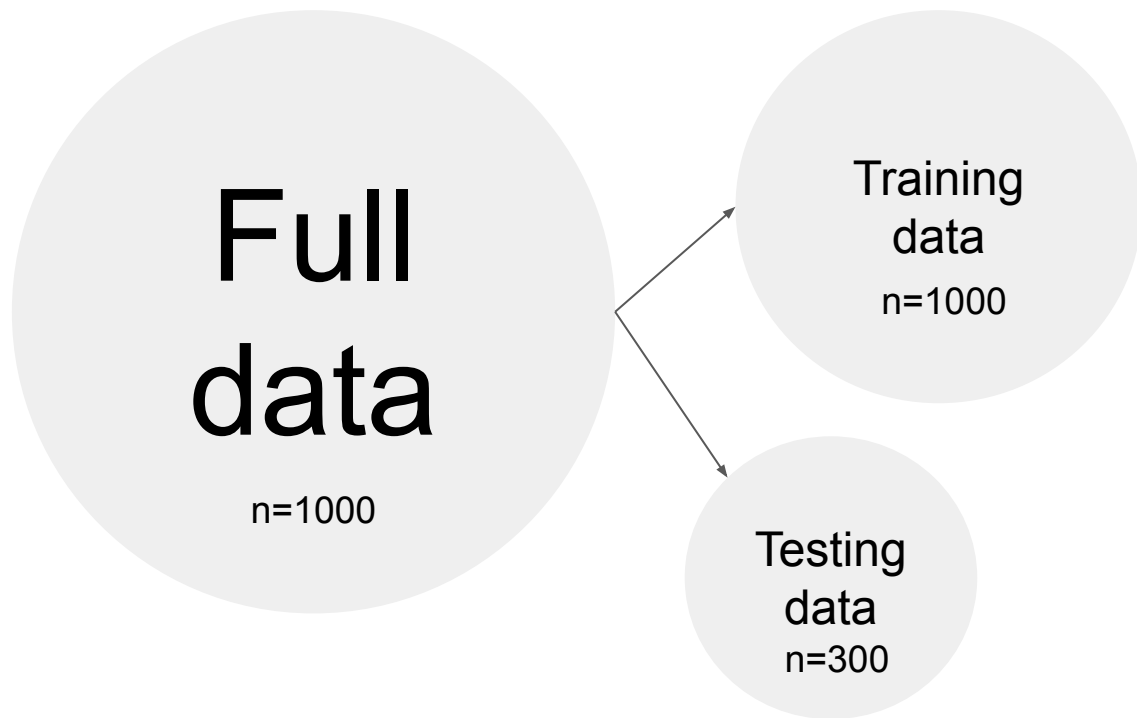 Full
data
n=1000
Training
data
n=1000
Testing
data
n=300